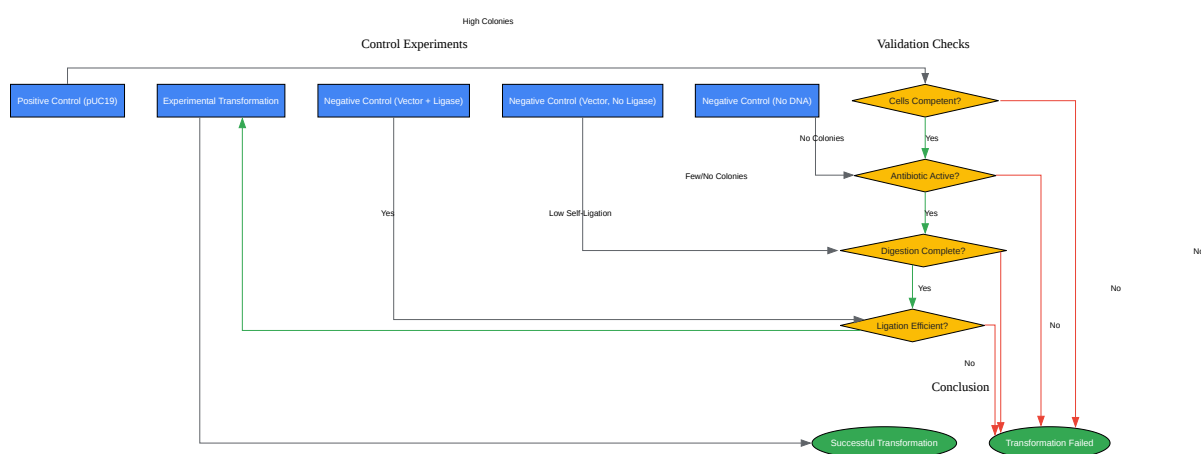 High Colonies
Control Experiments
Validation Checks
Positive Control (pUC19)
Experimental Transformation
Negative Control (Vector + Ligase)
Negative Control (Vector, No Ligase)
Negative Control (No DNA)
Cells Competent?
No Colonies
Yes
Few/No Colonies
Antibiotic Active?
Yes
Low Self-Ligation
Yes
Digestion Complete?
No
Yes
No
Ligation Efficient?
No
No
Conclusion
Successful Transformation
Transformation Failed